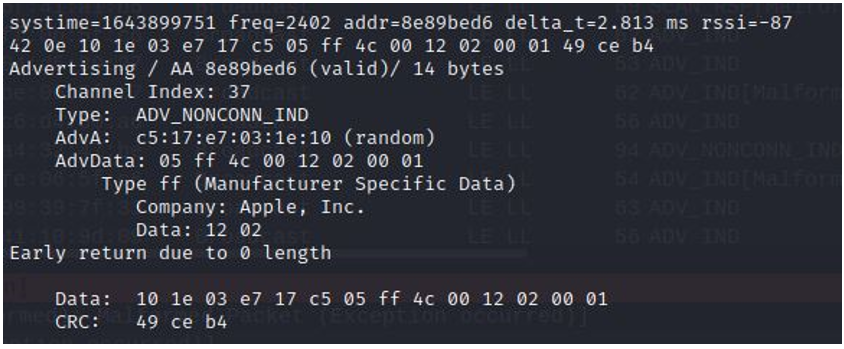 systime=1643899751 freq=2402 addr=8e89bed6 delta_t=2.813 ms rssi=-87
42 0e 10 1e 03 e7 17 c5 05 ff 4c 00 12 02 00 01 49 ce b4
Advertising / AA 8e89bed6 (valid)/ 14 bytes
    Channel Index: 37
    Type:  ADV_NONCONN_IND
    AdvA:  c5:17:e7:03:1e:10 (random)
    AdvData: 05 ff 4c 00 12 02 00 01
        Type ff (Manufacturer Specific Data)
           Company: Apple, Inc.
           Data: 12 02
Early return due to 0 length

    Data:  10 1e 03 e7 17 c5 05 ff 4c 00 12 02 00 01
    CRC:   49 ce b4